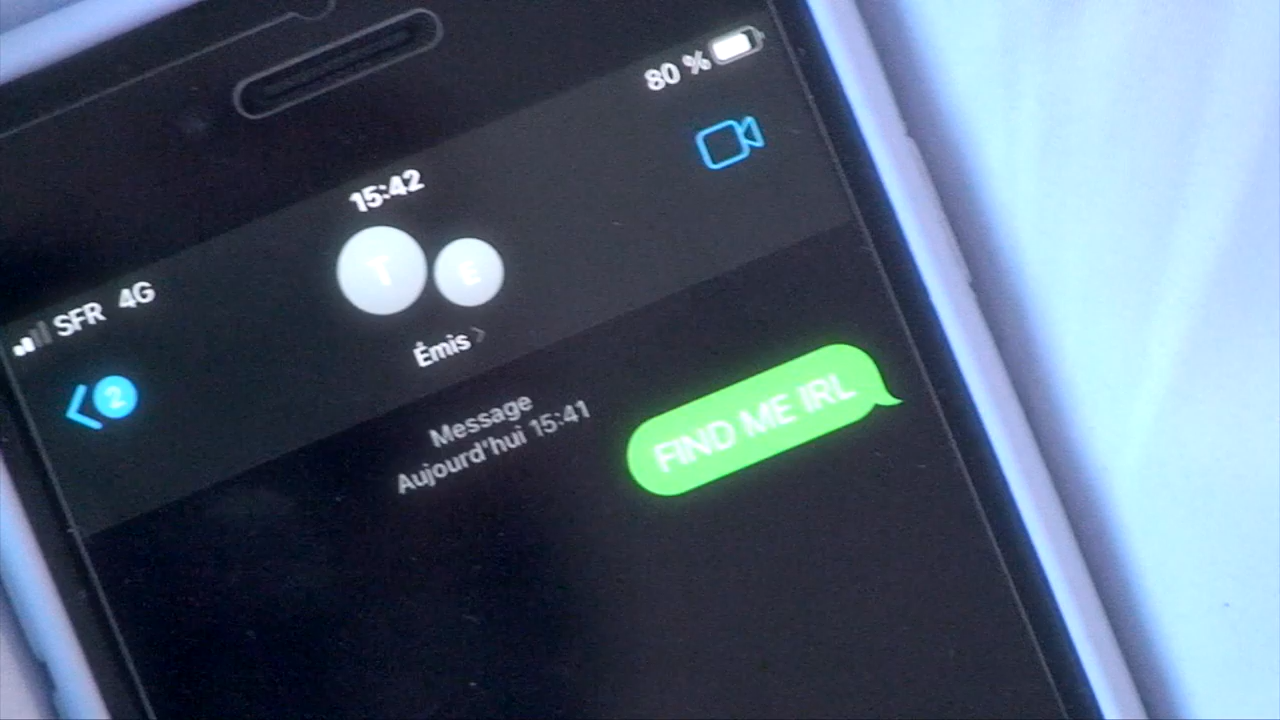 80 %
15:42
SFR 4G
T E
2
Émis
Message
Aujourd'hui 15:41
FIND ME IRL